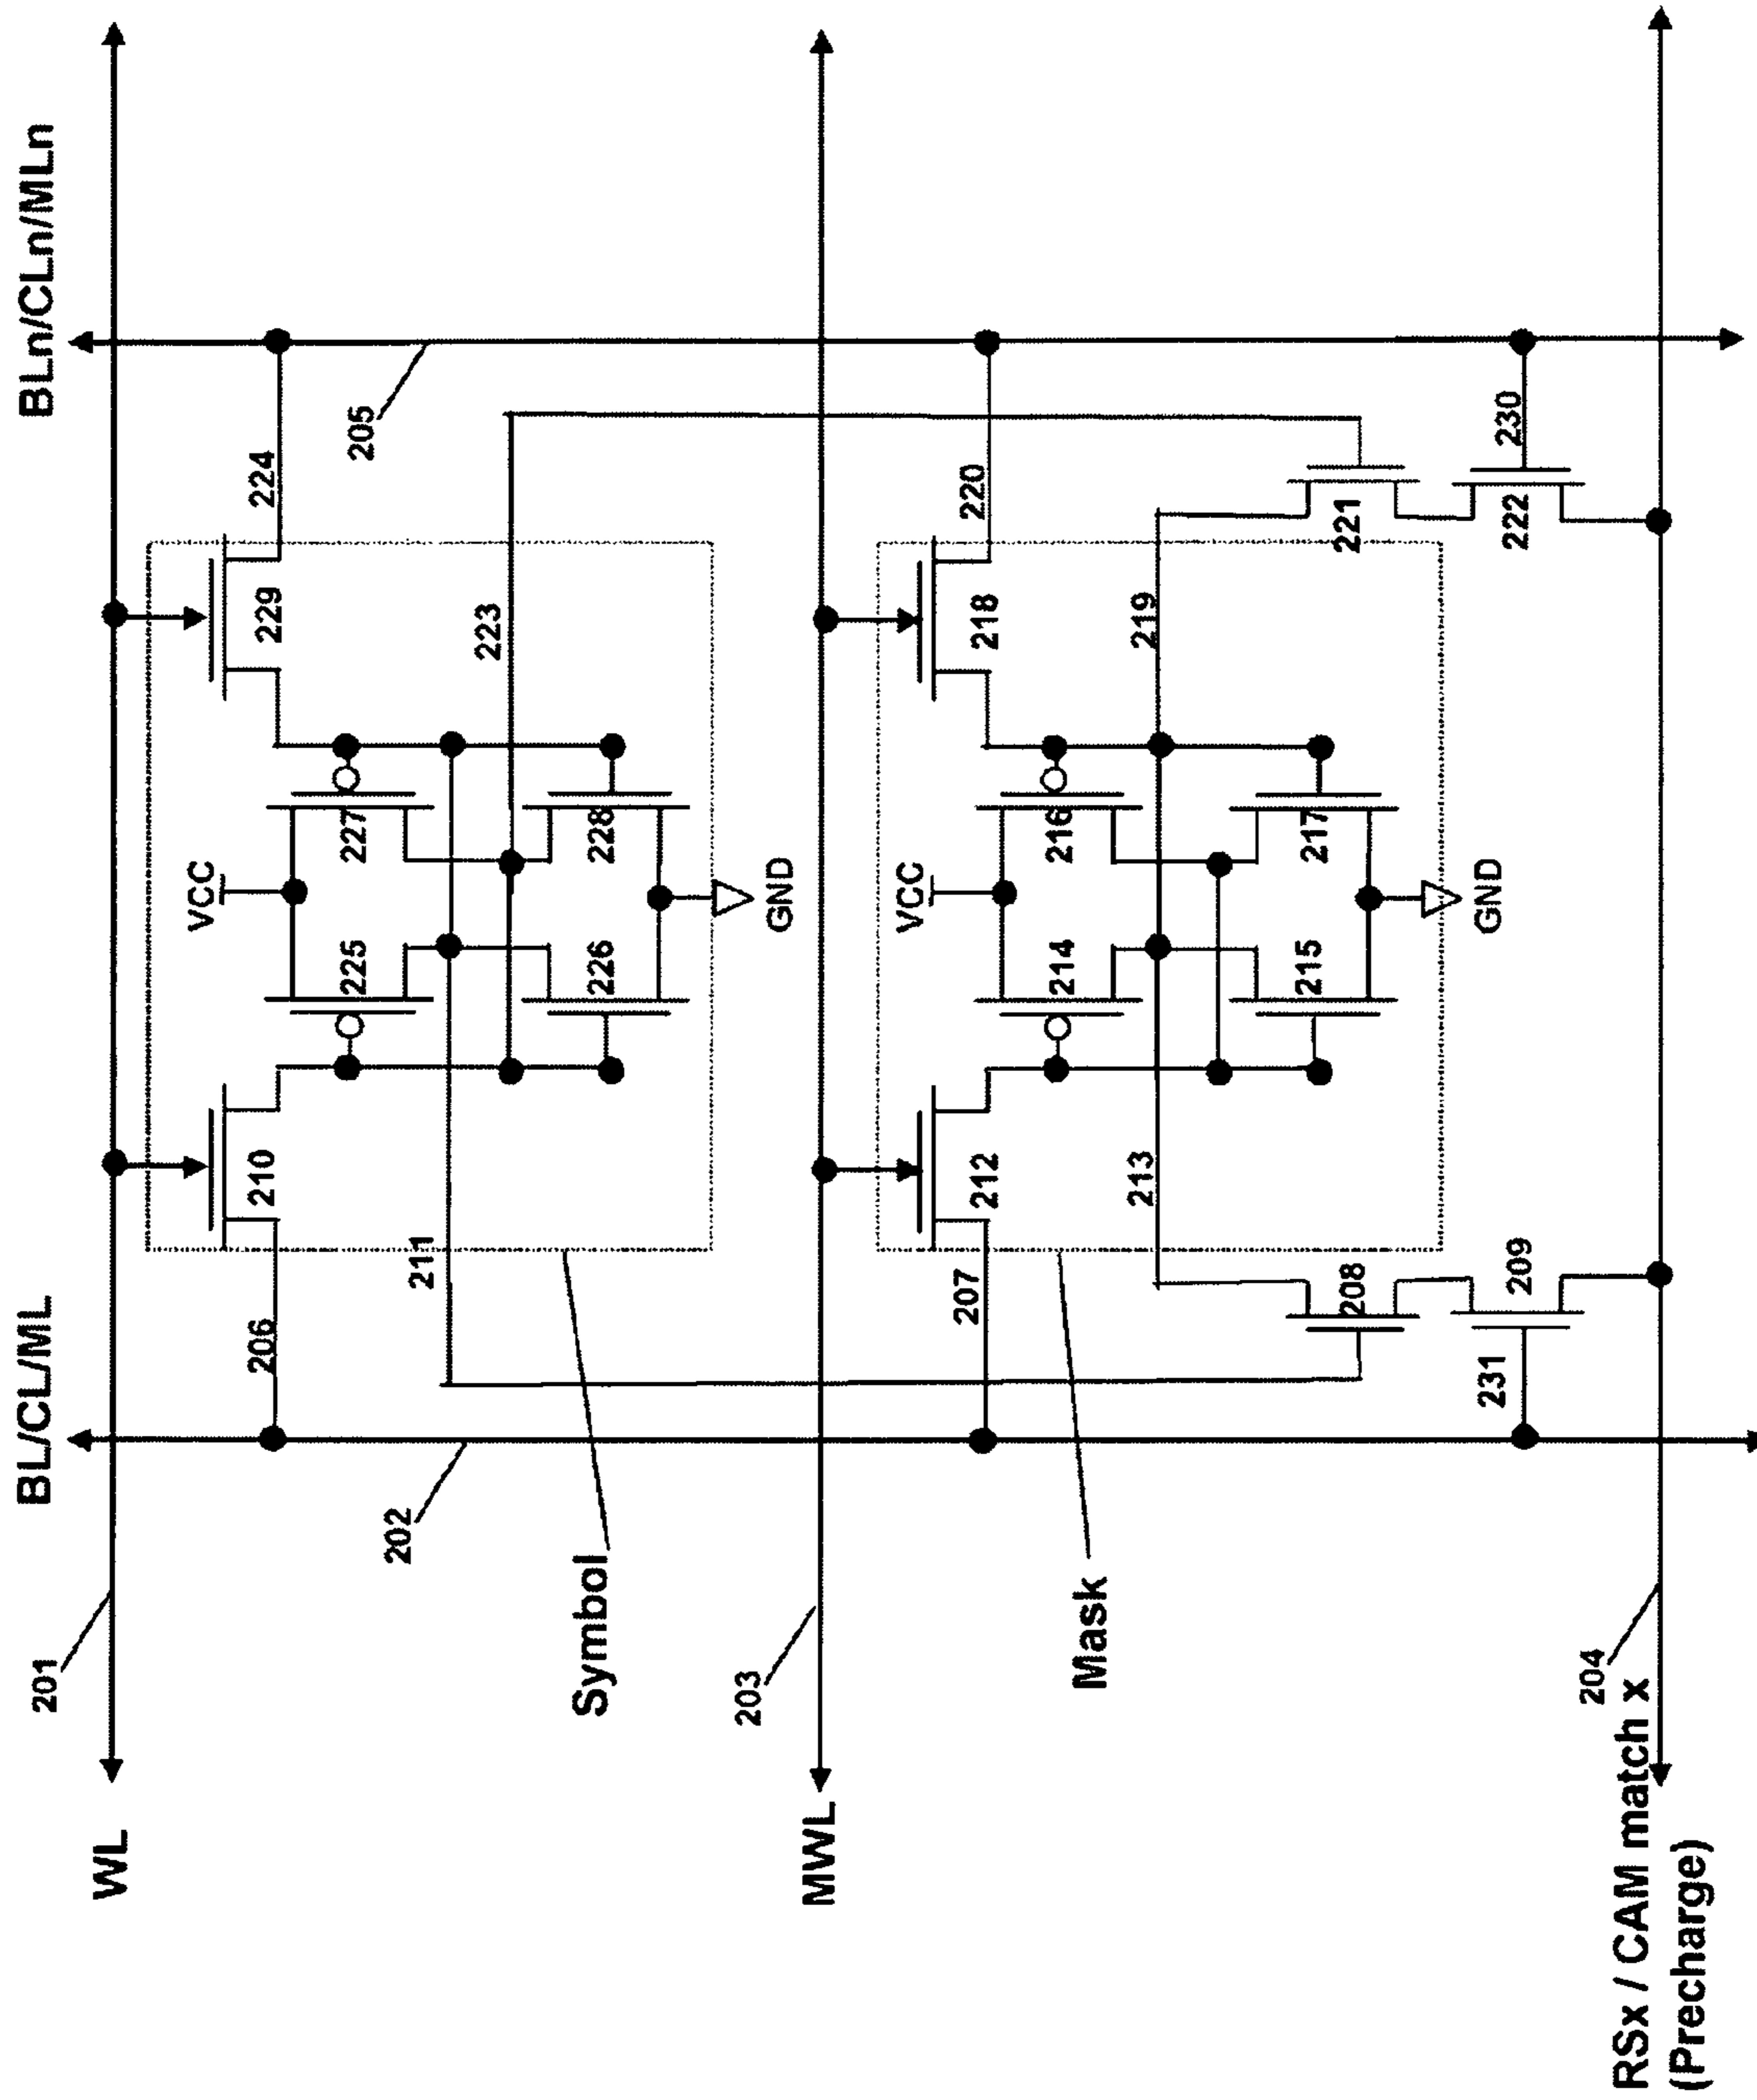 BL/CL/ML
BLn/CLn/MLn
WL
201
206
210
229
224
VCC
225
227
202
211
223
205
226
228
Symbol
GND
MWL
203
207
212
218
220
VCC
214
216
213
219
Mask
215
217
208
221
GND
231
209
222
230
204
RSx / CAM match x
(Precharge)